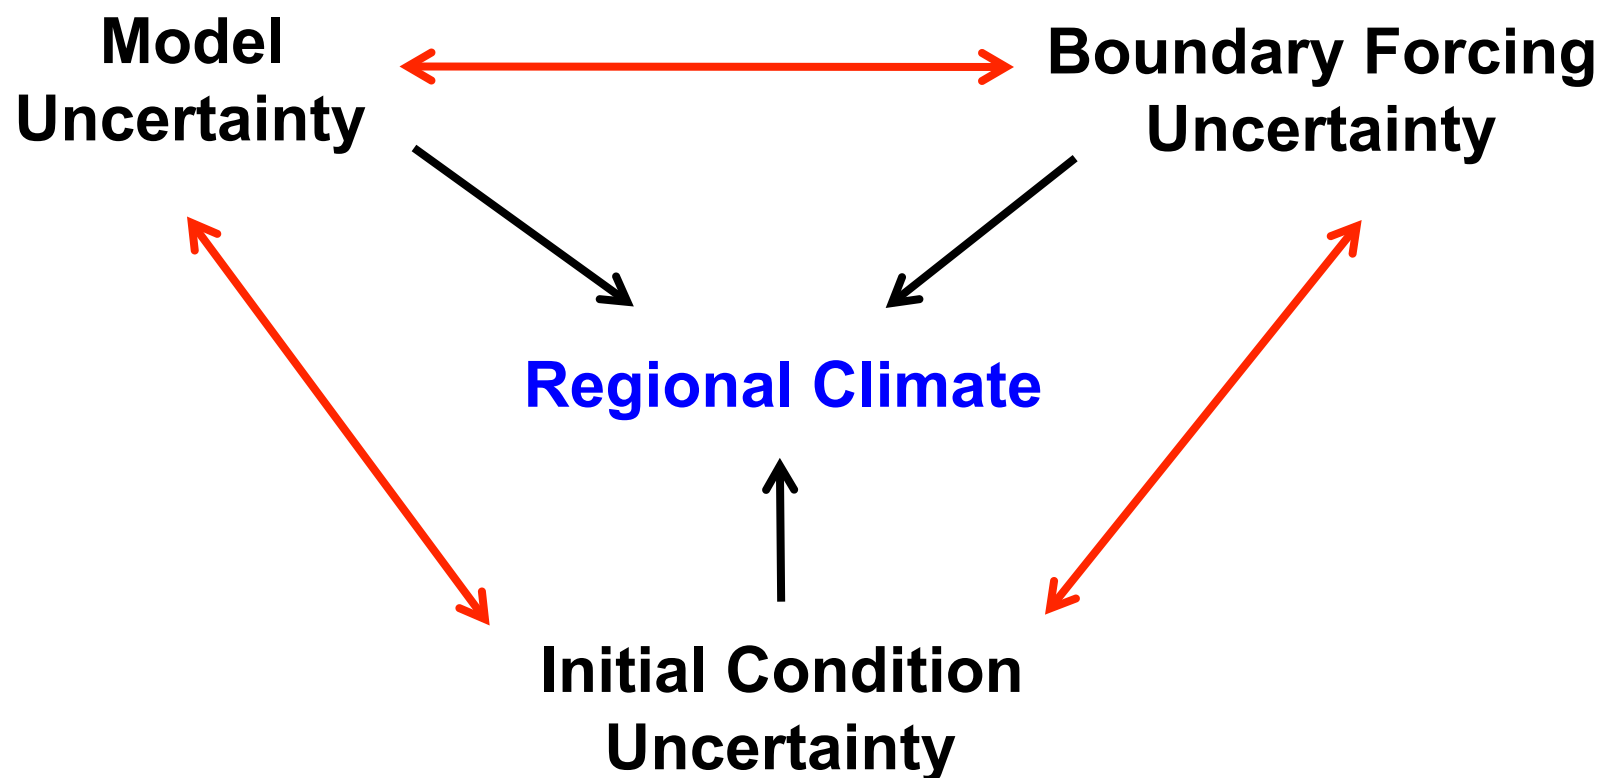 Model
Uncertainty
Boundary Forcing
Uncertainty
Regional Climate
Initial Condition
Uncertainty